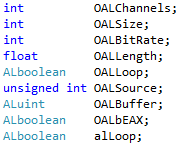 int OALChannels;
int OALSize;
int OALBitRate;
float OALLength;
ALboolean OALLoop;
unsigned int OALSource;
ALuint OALBuffer;
ALboolean OALbEAX;
ALboolean alLoop;